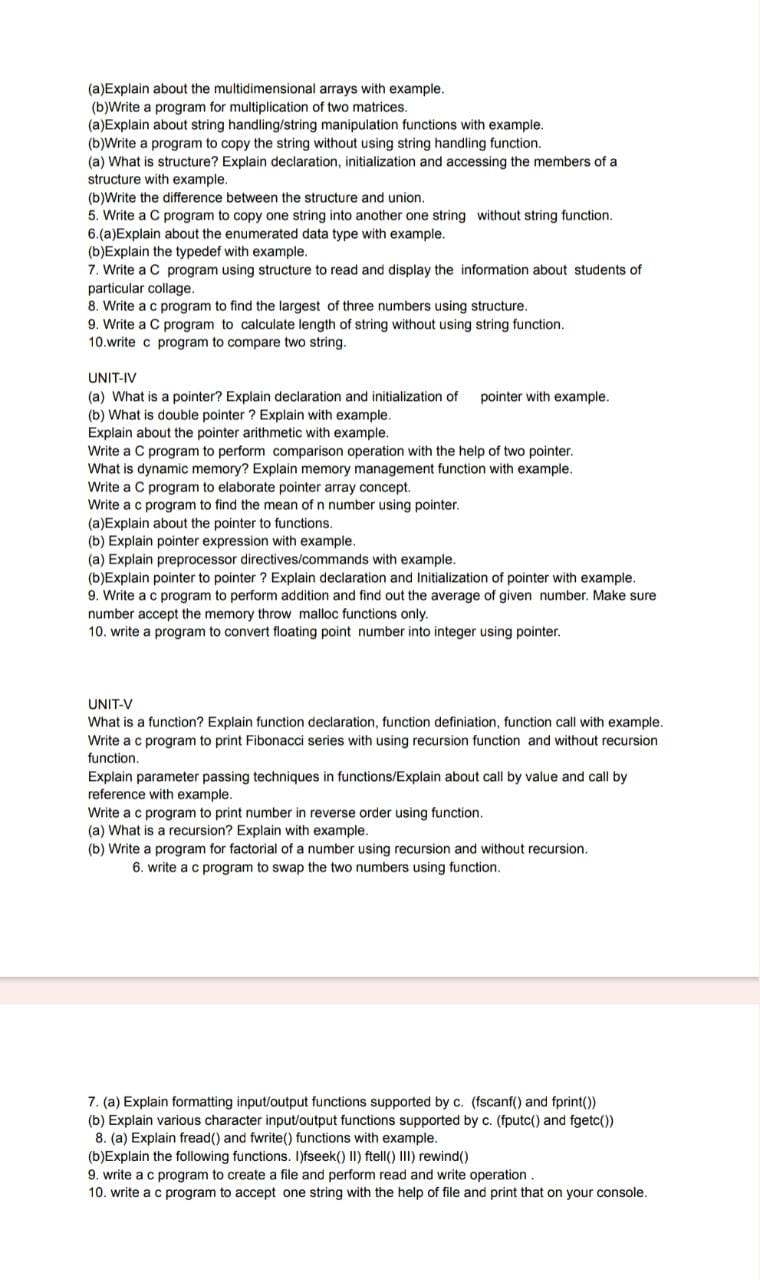 (a)Explain about the multidimensional arrays with example.
(b)Write a program for multiplication of two matrices.
(a)Explain about string handling/string manipulation functions with example.
(b)Write a program to copy the string without using string handling function.
(a) What is structure? Explain declaration, initialization and accessing the members of a
structure with example.
(b)Write the difference between the structure and union.
5. Write a C program to copy one string into another one string without string function.
6.(a)Explain about the enumerated data type with example.
(b)Explain the typedef with example.
7. Write a C program using structure to read and display the information about students of
particular collage.
8. Write a c program to find the largest of three numbers using structure.
9. Write a C program to calculate length of string without using string function.
10.write c program to compare two string.
UNIT-IV
(a) What is a pointer? Explain declaration and initialization of pointer with example.
(b) What is double pointer ? Explain with example.
Explain about the pointer arithmetic with example.
Write a C program to perform comparison operation with the help of two pointer.
What is dynamic memory? Explain memory management function with example.
Write a C program to elaborate pointer array concept.
Write a c program to find the mean of n number using pointer.
(a)Explain about the pointer to functions.
(b) Explain pointer expression with example.
(a) Explain preprocessor directives/commands with example.
(b)Explain pointer to pointer ? Explain declaration and Initialization of pointer with example.
9. Write a c program to perform addition and find out the average of given number. Make sure
number accept the memory throw malloc functions only.
10. write a program to convert floating point number into integer using pointer.
UNIT-V
What is a function? Explain function declaration, function definiation, function call with example.
Write a c program to print Fibonacci series with using recursion function and without recursion
function.
Explain parameter passing techniques in functions/Explain about call by value and call by
reference with example.
Write a c program to print number in reverse order using function.
(a) What is a recursion? Explain with example.
(b) Write a program for factorial of a number using recursion and without recursion.
6. write a c program to swap the two numbers using function.
7. (a) Explain formatting input/output functions supported by c. (fscanf() and fprint())
(b) Explain various character input/output functions supported by c. (fputc() and fgetc())
8. (a) Explain fread() and fwrite() functions with example.
(b)Explain the following functions. I)fseek() II) ftell() III) rewind()
9. write a c program to create a file and perform read and write operation .
10. write a c program to accept one string with the help of file and print that on your console.